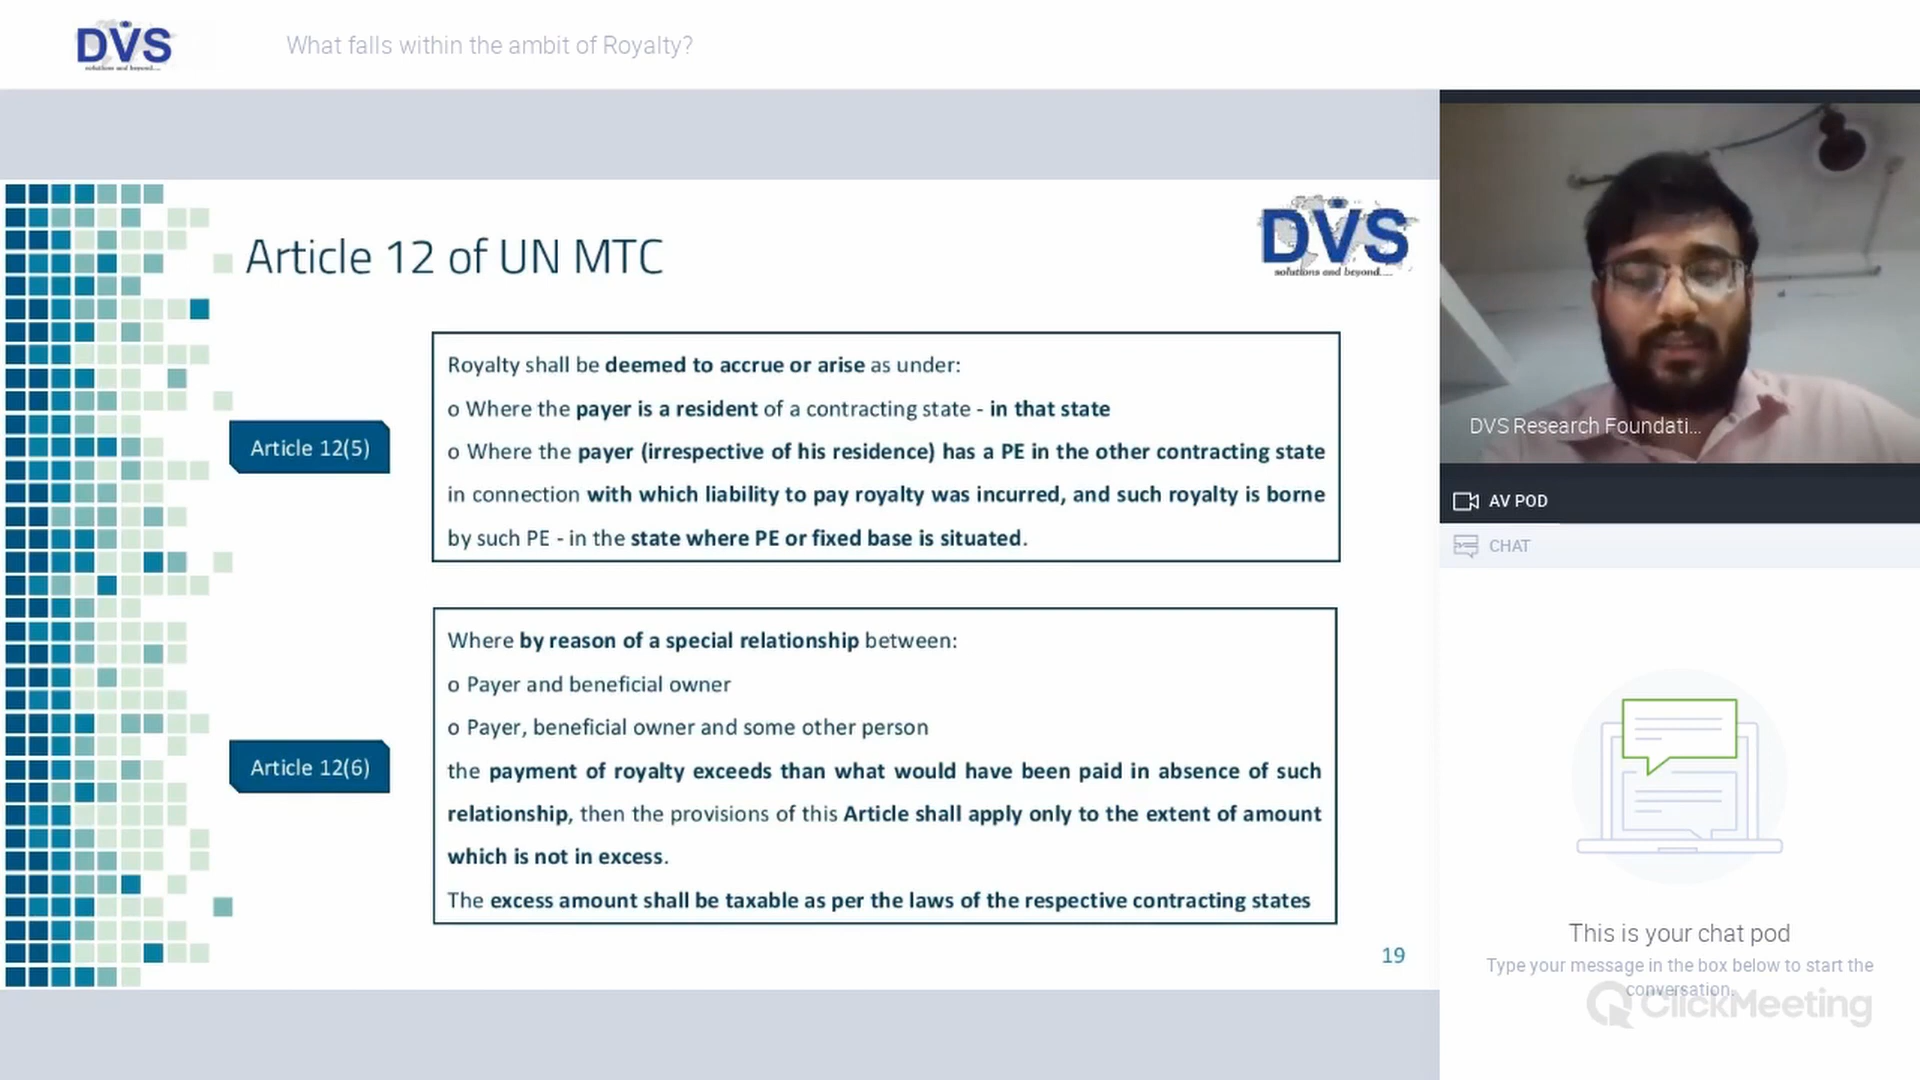 DVS
solutions and beyond....
What falls within the ambit of Royalty?
DVS
solutions and beyond....
Article 12 of UN MTC
Article 12(5)
Royalty shall be deemed to accrue or arise as under:
o Where the payer is a resident of a contracting state - in that state
o Where the payer (irrespective of his residence) has a PE in the other contracting state
in connection with which liability to pay royalty was incurred, and such royalty is borne
by such PE - in the state where PE or fixed base is situated.
Article 12(6)
Where by reason of a special relationship between:
o Payer and beneficial owner
o Payer, beneficial owner and some other person
the payment of royalty exceeds than what would have been paid in absence of such
relationship, then the provisions of this Article shall apply only to the extent of amount
which is not in excess.
The excess amount shall be taxable as per the laws of the respective contracting states
19
DVS Research Foundati...
AV POD
CHAT
This is your chat pod
Type your message in the box below to start the
conversation.
ClickMeeting